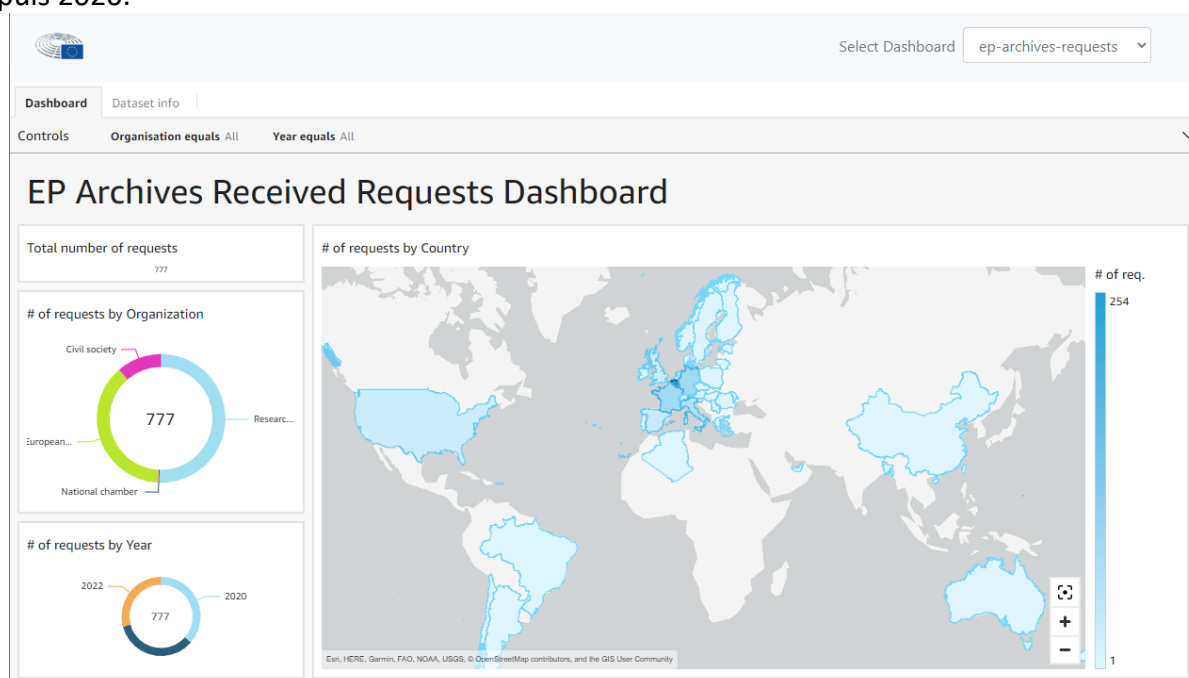 puis 2020.
Select Dashboard ep-archives-requests
Dashboard Dataset info
Controls Organisation equals All Year equals All
EP Archives Received Requests Dashboard
Total number of requests
777
# of requests by Organization
Civil society
777
Researc...
European...
National chamber
# of requests by Year
2022
2020
777
# of requests by Country
# of req.
254
1
Esri, HERE, Garmin, FAO, NOAA, USGS, © OpenStreetMap contributors, and the GIS User Community